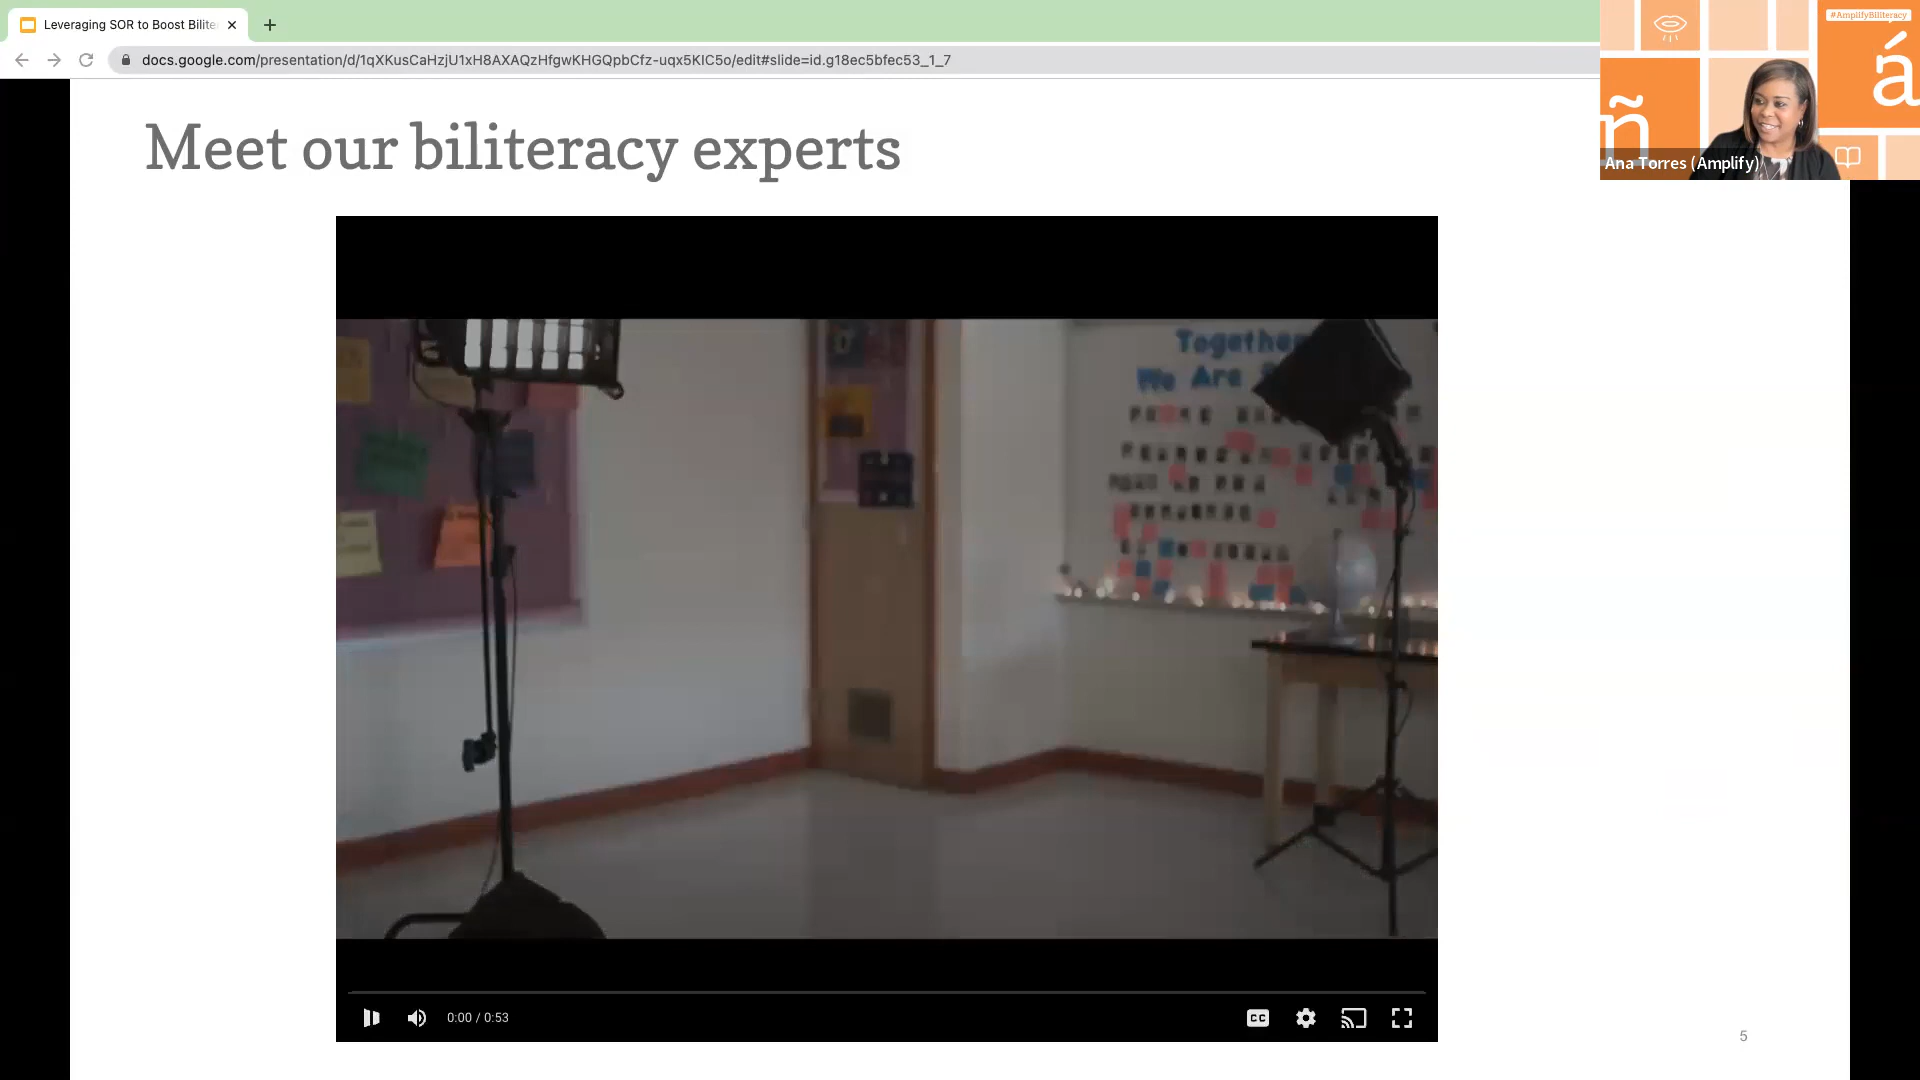 Leveraging SOR to Boost Bilite
docs.google.com/presentation/d/1qXKusCaHzjU1xH8AXAQzHfgwKHGQpbCfz-uqx5KIC5o/edit#slide=id.g18ec5bfec53_1_7
#AmplifyBiliteracy
ñ
á
Ana Torres (Amplify)
Meet our biliteracy experts
Together
We Are
0:00 / 0:53
CC
5